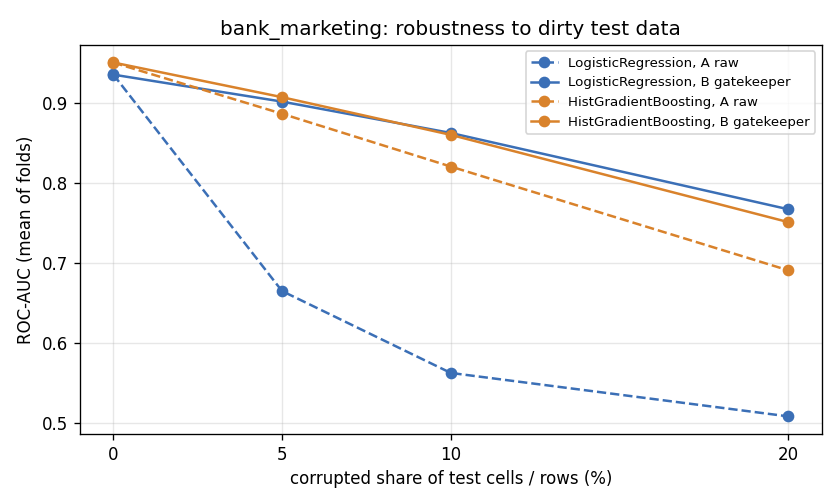 bank_marketing: robustness to dirty test data
LogisticRegression, A raw
LogisticRegression, B gatekeeper
HistGradientBoosting, A raw
HistGradientBoosting, B gatekeeper
ROC-AUC (mean of folds)
0.9
0.8
0.7
0.6
0.5
0 5 10 20
corrupted share of test cells / rows (%)